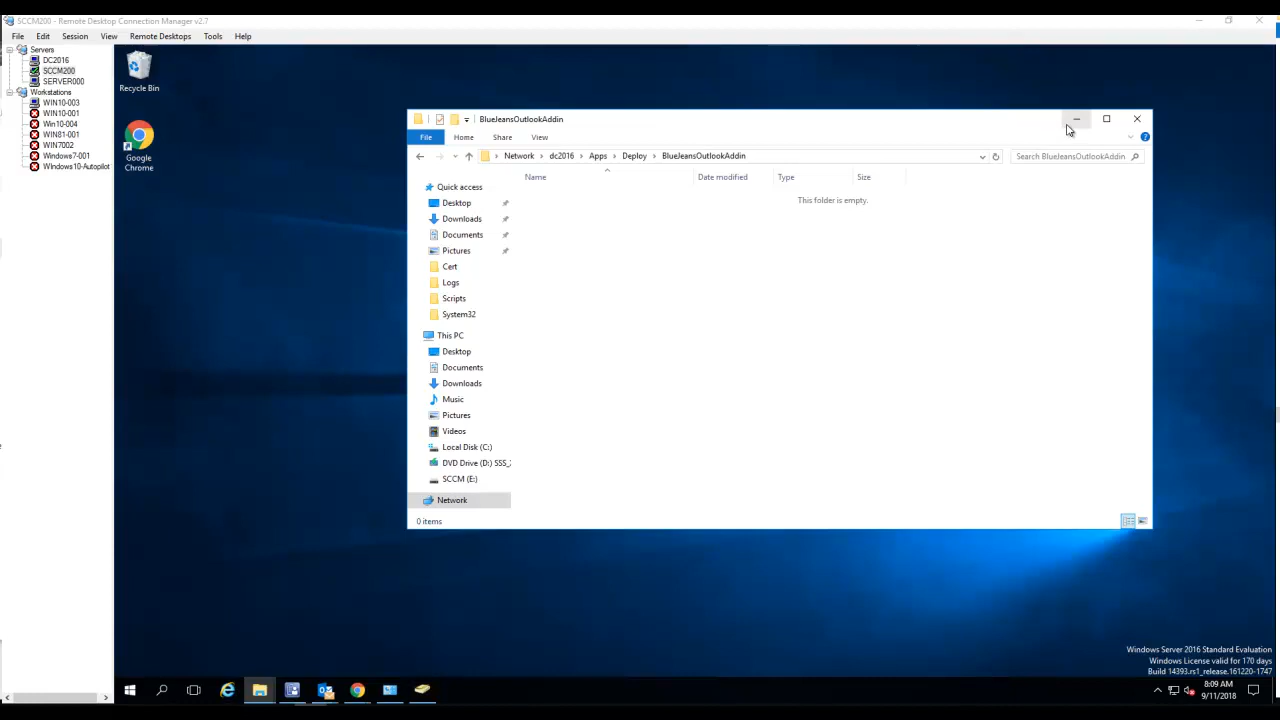 SCCM200 - Remote Desktop Connection Manager v2.7
File Edit Session View Remote Desktops Tools Help
Servers
DC2016
SCCM200
SERVER000
Workstations
WIN10-003
WIN10-001
Win10-004
WIN81-001
WIN7002
Windows7-001
WIndows10-Autopilot
Recycle Bin
Google
Chrome
BlueJeansOutlookAddin
File Home Share View
Network > dc2016 > Apps > Deploy > BlueJeansOutlookAddin
Search BlueJeansOutlookAddin
Name Date modified Type Size
This folder is empty.
Quick access
Desktop
Downloads
Documents
Pictures
Cert
Logs
Scripts
System32
This PC
Desktop
Documents
Downloads
Music
Pictures
Videos
Local Disk (C:)
DVD Drive (D:) SSS_
SCCM (E:)
Network
0 items
Windows Server 2016 Standard Evaluation
Windows License valid for 170 days
Build 14393.rs1_release.161220-1747
8:09 AM
9/11/2018